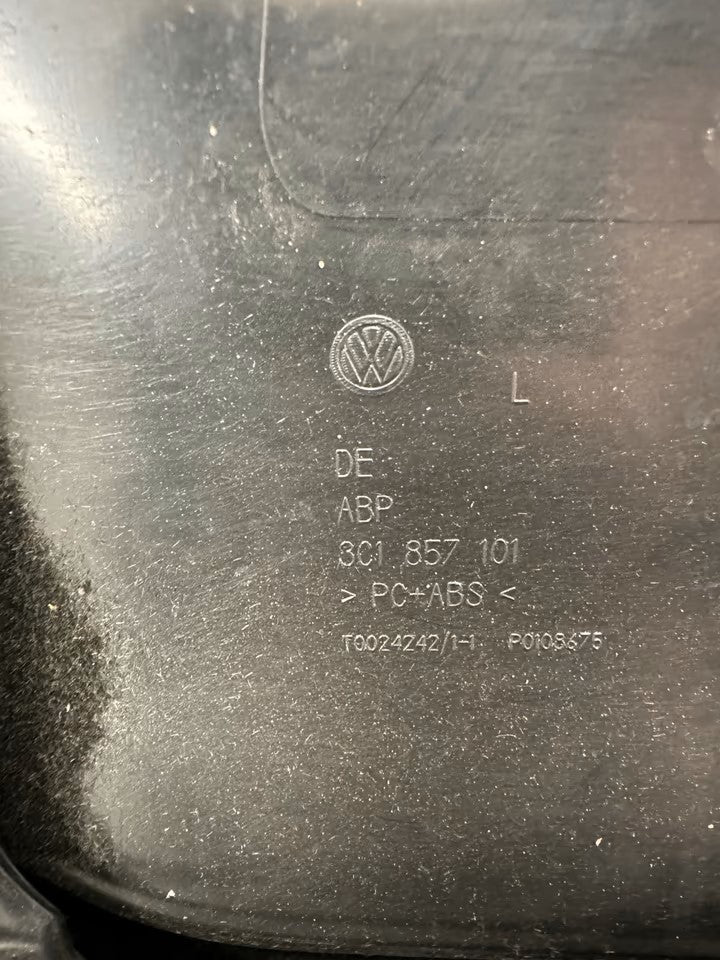 L
DE
ABP
3C1 857 101
> PC+ABS <
T0024242/1-1 P0108675